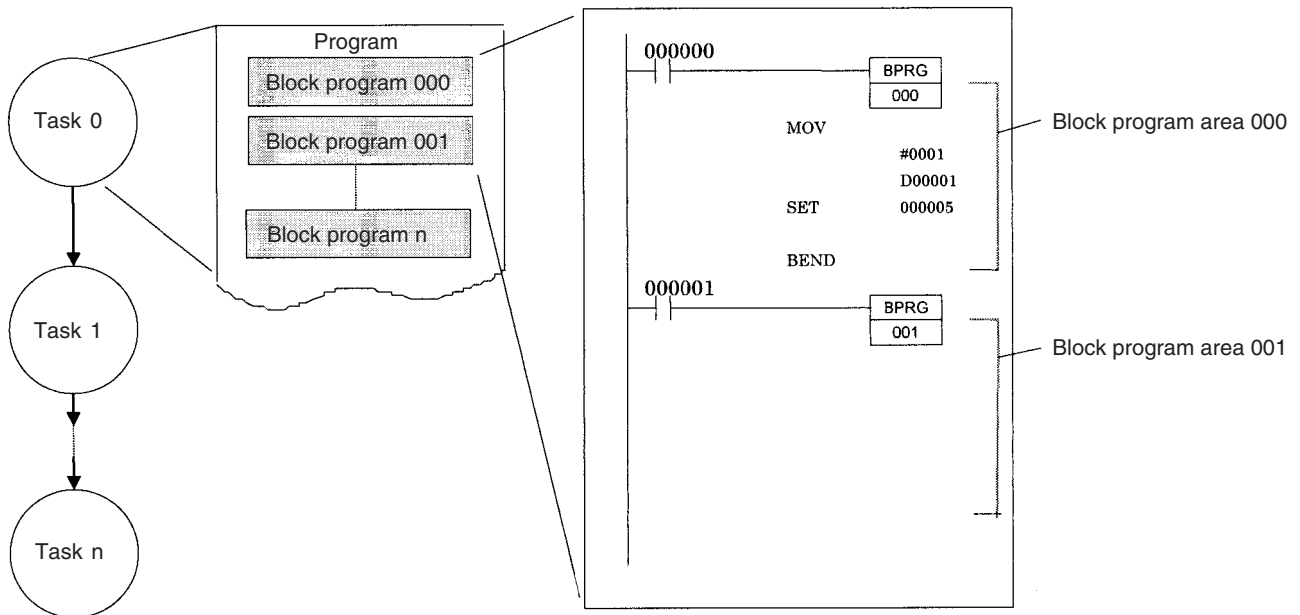 Task 0
Task 1
Task n
Program
Block program 000
Block program 001
Block program n
000000
BPRG
000
MOV
#0001
D00001
SET 000005
BEND
000001
BPRG
001
Block program area 000
Block program area 001